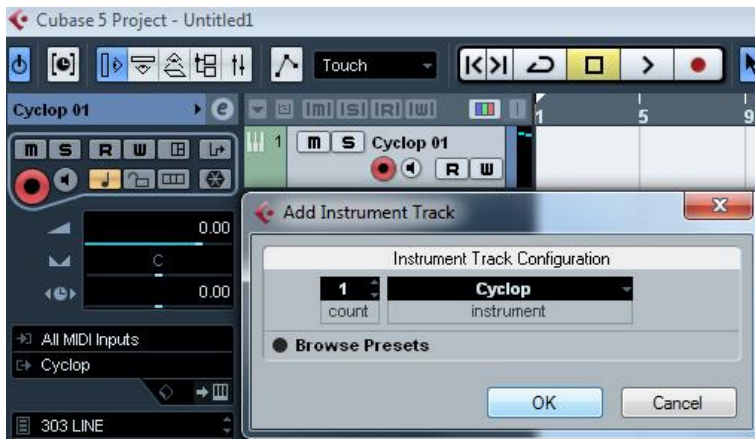 Cubase 5 Project - Untitled1
Touch
Cyclop 01
m S R W
1 m S Cyclop 01
R W
1 5 9
Add Instrument Track
Instrument Track Configuration
1 Cyclop
count instrument
Browse Presets
OK Cancel
0.00
C
0.00
All MIDI Inputs
Cyclop
303 LINE